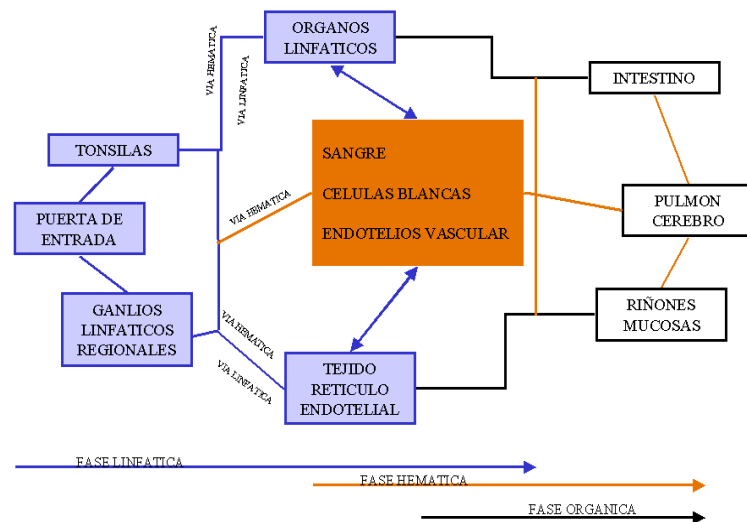 ORGANOS
LINFATICOS
VIA HEMATICA
VIA LINFATICA
INTESTINO
TONSILAS
SANGRE
CELULAS BLANCAS
ENDOTELIOS VASCULAR
VIA HEMATICA
PUERTA DE
ENTRADA
PULMON
CEREBRO
GANLIOS
LINFATICOS
REGIONALES
VIA HEMATICA
VIA LINFATICA
RIÑONES
MUCOSAS
TEJIDO
RETICULO
ENDOTELIAL
FASE LINFATICA
FASE HEMATICA
FASE ORGANICA